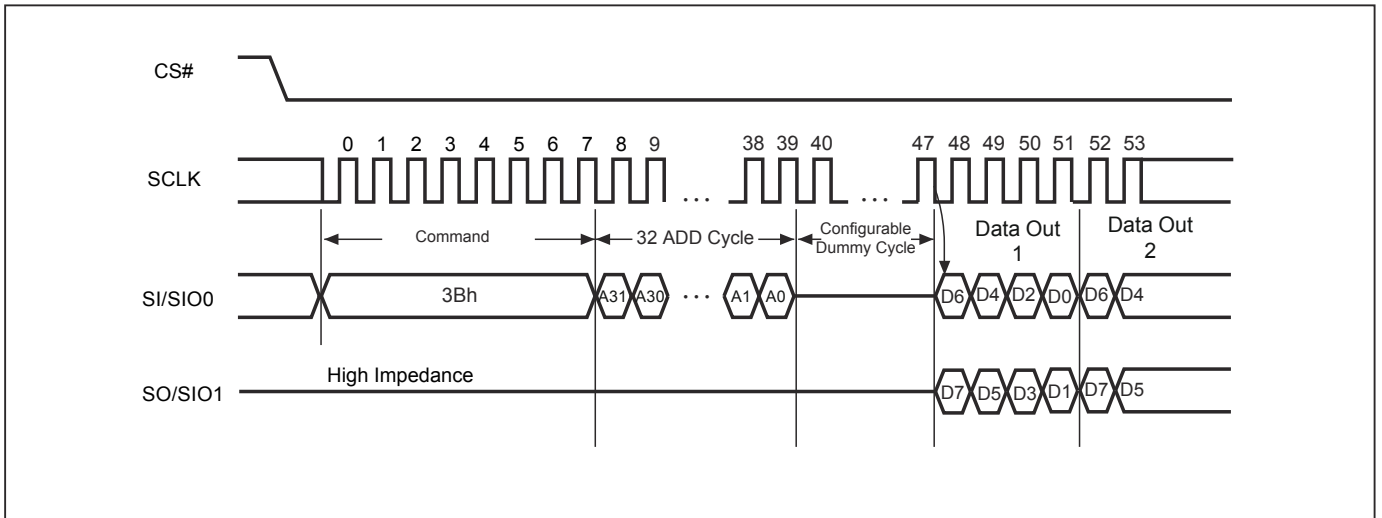 CS#
0 1 2 3 4 5 6 7 8 9 38 39 40 47 48 49 50 51 52 53
SCLK
... ...
Command 32 ADD Cycle Configurable Dummy Cycle Data Out 1 Data Out 2
SI/SIO0 3Bh A31 A30 ... A1 A0 D6 D4 D2 D0 D6 D4
High Impedance
SO/SIO1 D7 D5 D3 D1 D7 D5